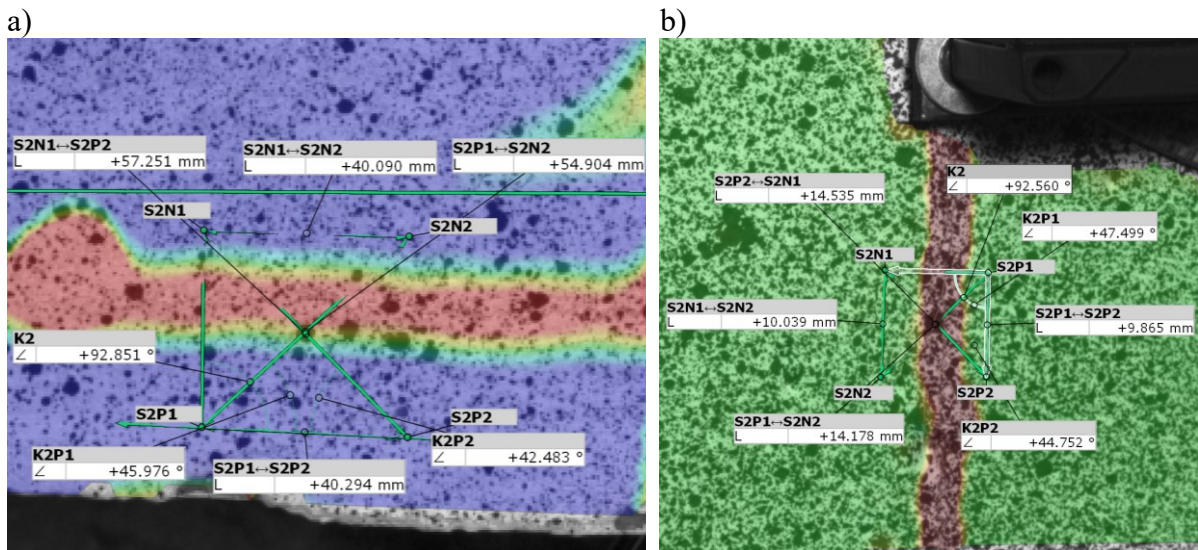 a)
S2N1↔S2P2
L +57.251 mm
S2N1↔S2N2
L +40.090 mm
S2P1↔S2N2
L +54.904 mm
S2N1
S2N2
K2
∠ +92.851 °
S2P1
S2P2
K2P1
∠ +45.976 °
S2P1↔S2P2
L +40.294 mm
K2P2
∠ +42.483 °
b)
K2
∠ +92.560 °
S2P2↔S2N1
L +14.535 mm
K2P1
∠ +47.499 °
S2N1
S2P1
S2N1↔S2N2
L +10.039 mm
S2P1↔S2P2
L +9.865 mm
S2N2
S2P2
S2P1↔S2N2
L +14.178 mm
K2P2
∠ +44.752 °